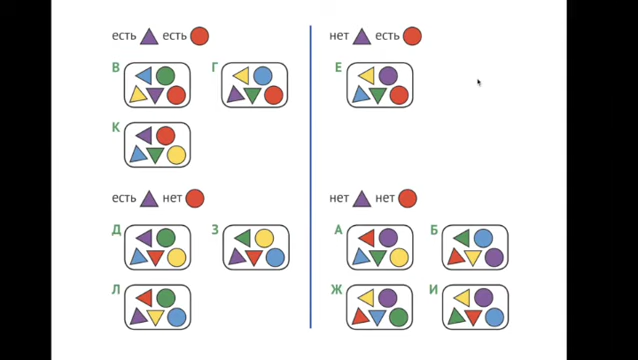 есть есть
В Г
К
есть нет
Д З
Л
нет есть
Е
нет нет
А Б
Ж И